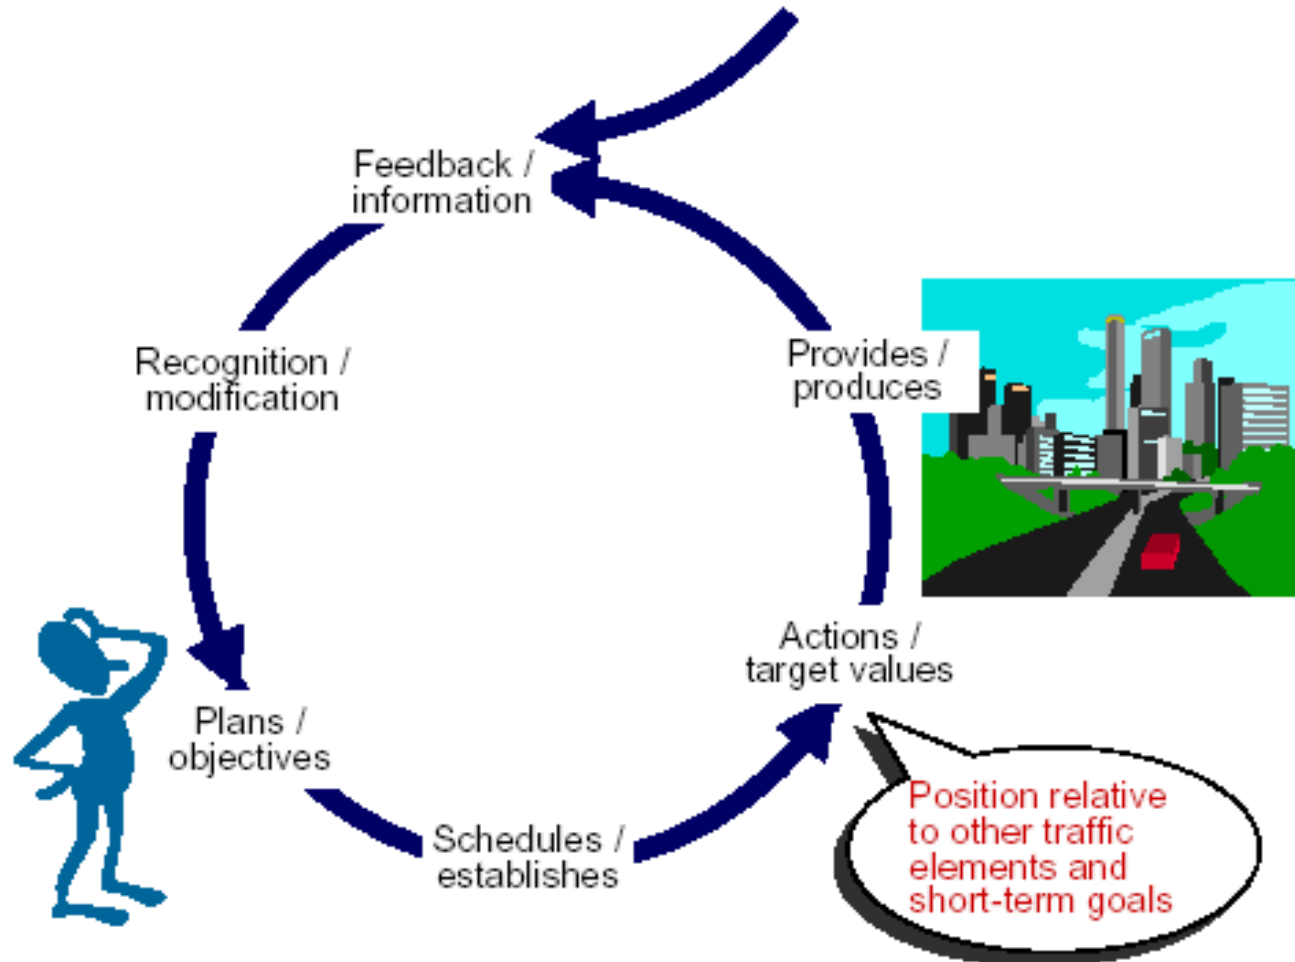 Feedback /
information
Recognition /
modification
Provides /
produces
Actions /
target values
Plans /
objectives
Schedules /
establishes
Position relative
to other traffic
elements and
short-term goals